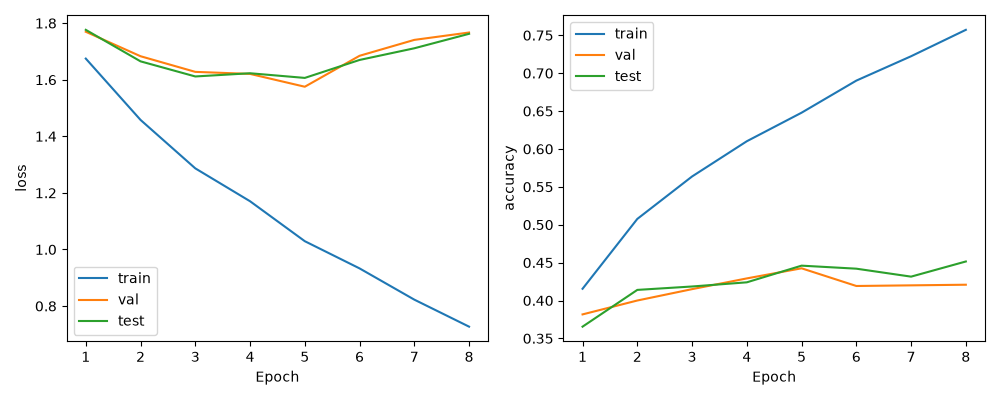 1.8
1.6
1.4
1.2
1.0
0.8
loss
train
val
test
1 2 3 4 5 6 7 8
Epoch
0.75
0.70
0.65
0.60
0.55
0.50
0.45
0.40
0.35
accuracy
train
val
test
1 2 3 4 5 6 7 8
Epoch